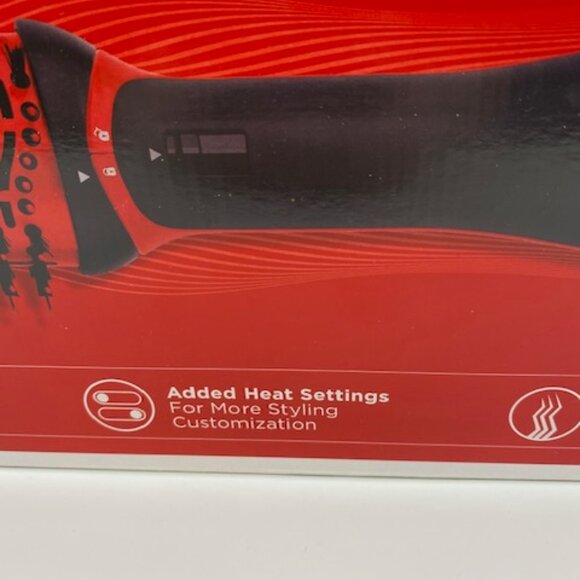 Added Heat Settings
For More Styling
Customization